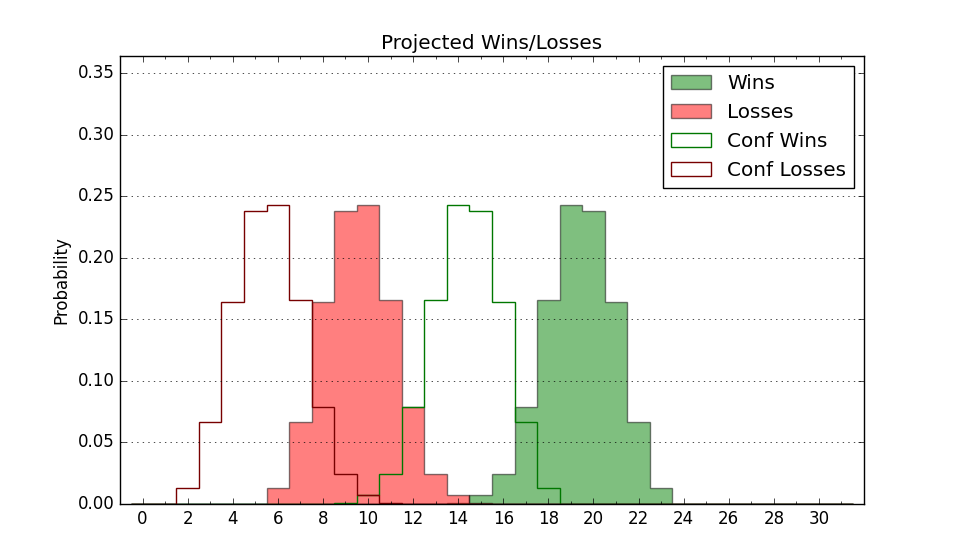 Projected Wins/Losses
Wins
Losses
Conf Wins
Conf Losses
Probability
0.35
0.30
0.25
0.20
0.15
0.10
0.05
0.00
0 2 4 6 8 10 12 14 16 18 20 22 24 26 28 30